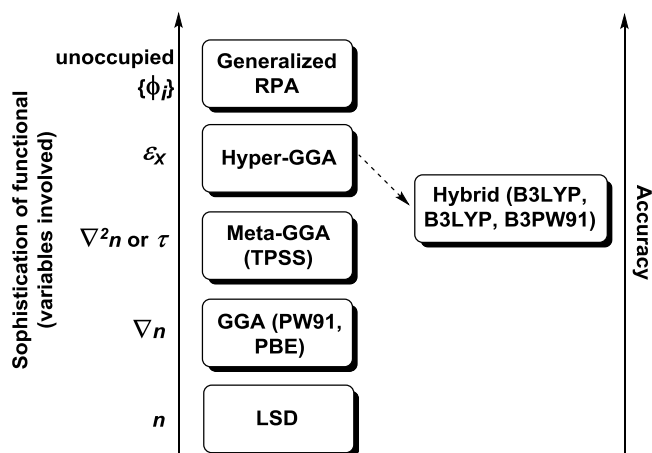 Sophistication of functional
(variables involved)
unoccupied
{ϕi}
Generalized
RPA
εX
Hyper-GGA
Hybrid (B3LYP,
B3LYP, B3PW91)
∇²n or τ
Meta-GGA
(TPSS)
∇n
GGA (PW91,
PBE)
n
LSD
Accuracy